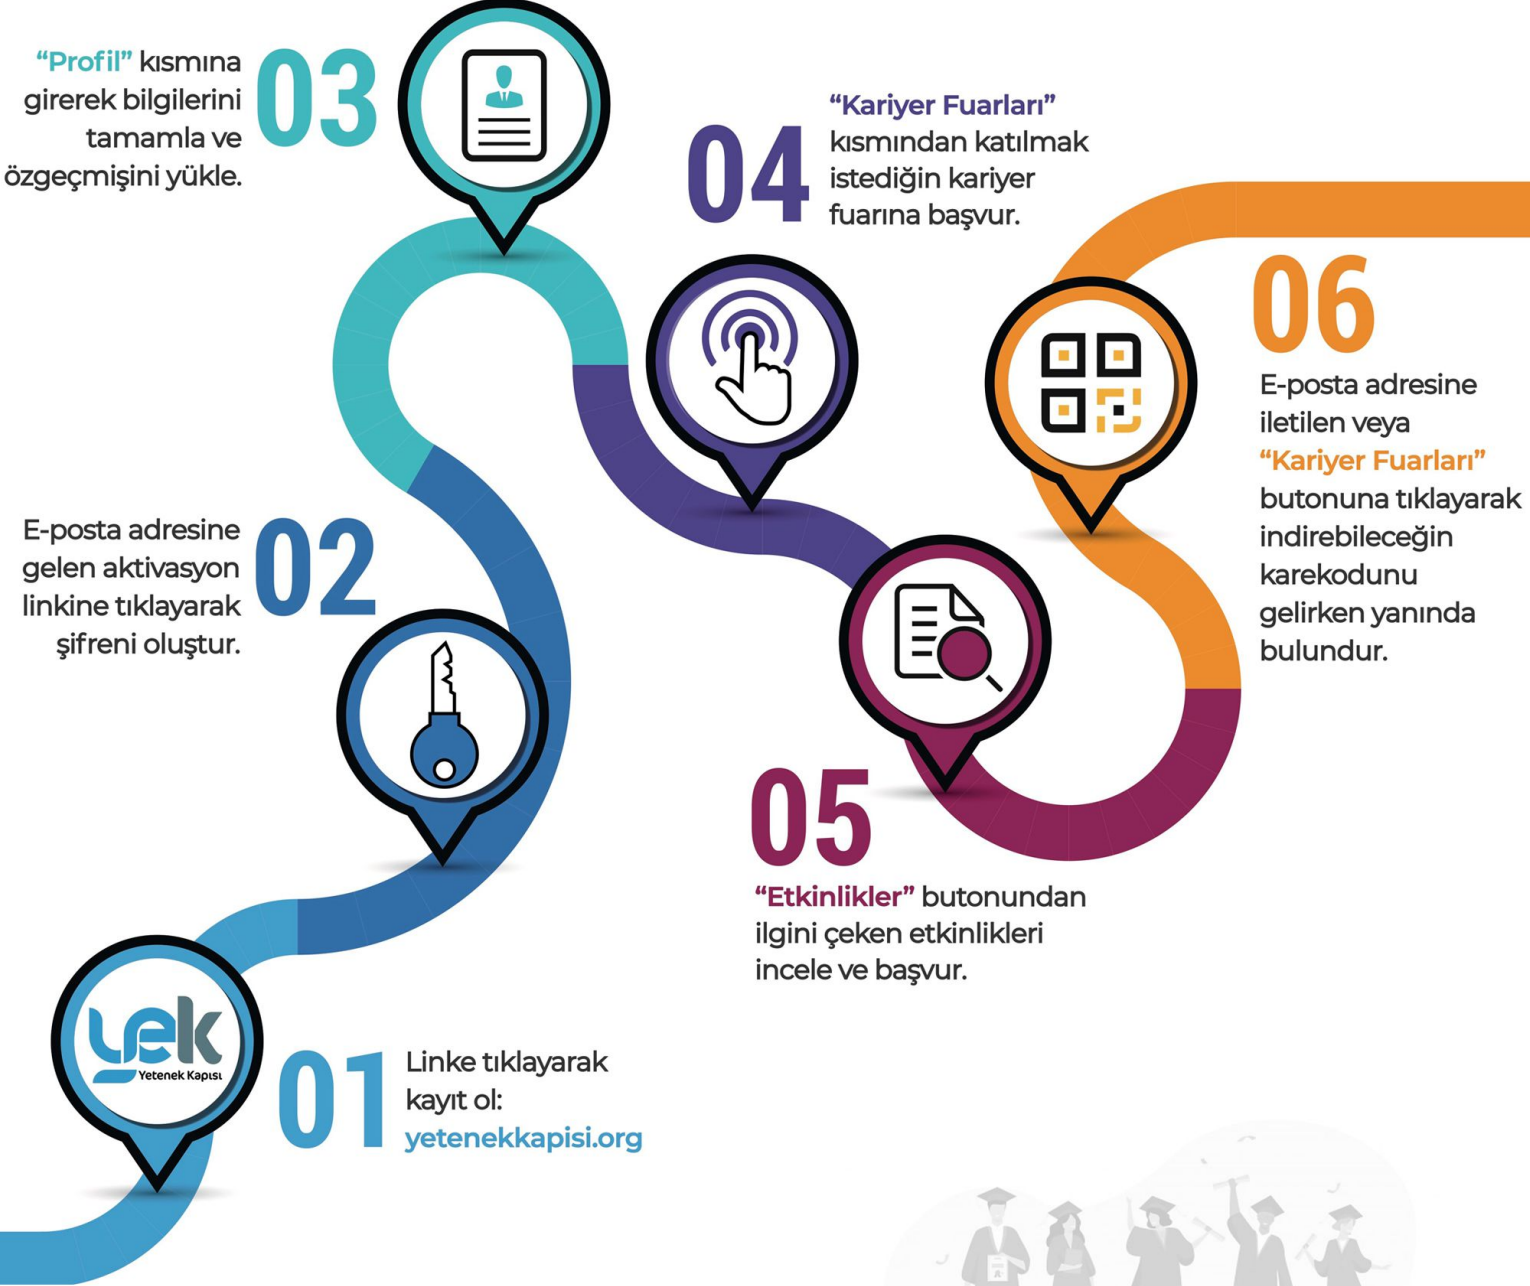 “Profil” kısmına
girerek bilgilerini
tamamla ve
özgeçmişini yükle.
03
04
“Kariyer Fuarları”
kısmından katılmak
istediğin kariyer
fuarına başvur.
06
E-posta adresine
iletilen veya
“Kariyer Fuarları”
butonuna tıklayarak
indirebileceğin
karekodunu
gelirken yanında
bulundur.
E-posta adresine
gelen aktivasyon
linkine tıklayarak
şifreni oluştur.
02
05
“Etkinlikler” butonundan
ilgini çeken etkinlikleri
incele ve başvur.
yek
Yetenek Kapısı
01
Linke tıklayarak
kayıt ol:
yetenekkapisi.org